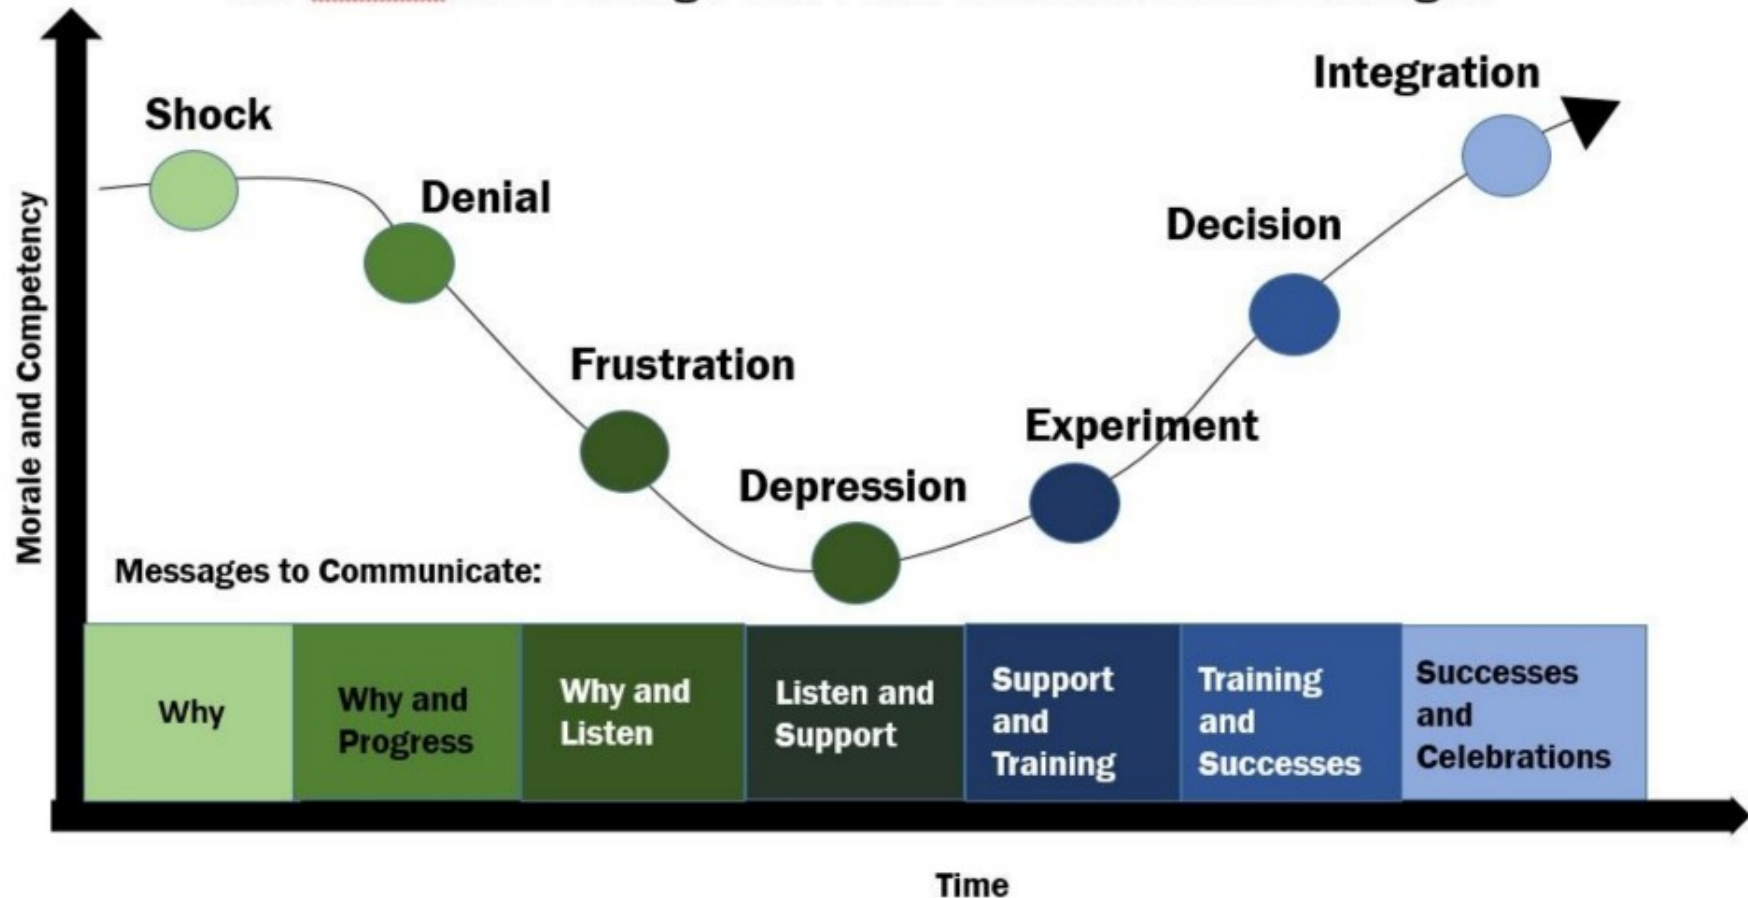 Integration
Shock
Denial
Decision
Frustration
Experiment
Depression
Morale and Competency
Messages to Communicate:
Why
Why and
Progress
Why and
Listen
Listen and
Support
Support
and
Training
Training
and
Successes
Successes
and
Celebrations
Time